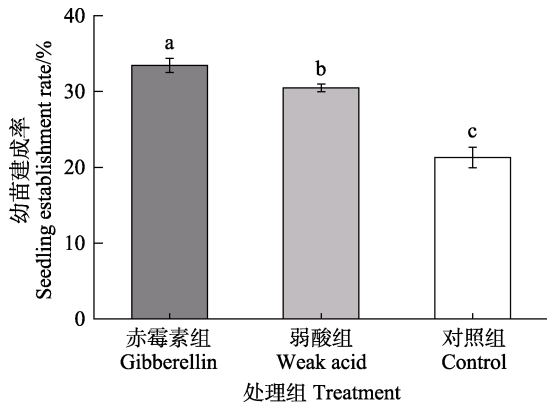 幼苗建成率
Seedling establishment rate/%
40
30
20
10
0
a
b
c
赤霉素组
Gibberellin
弱酸组
Weak acid
对照组
Control
处理组 Treatment